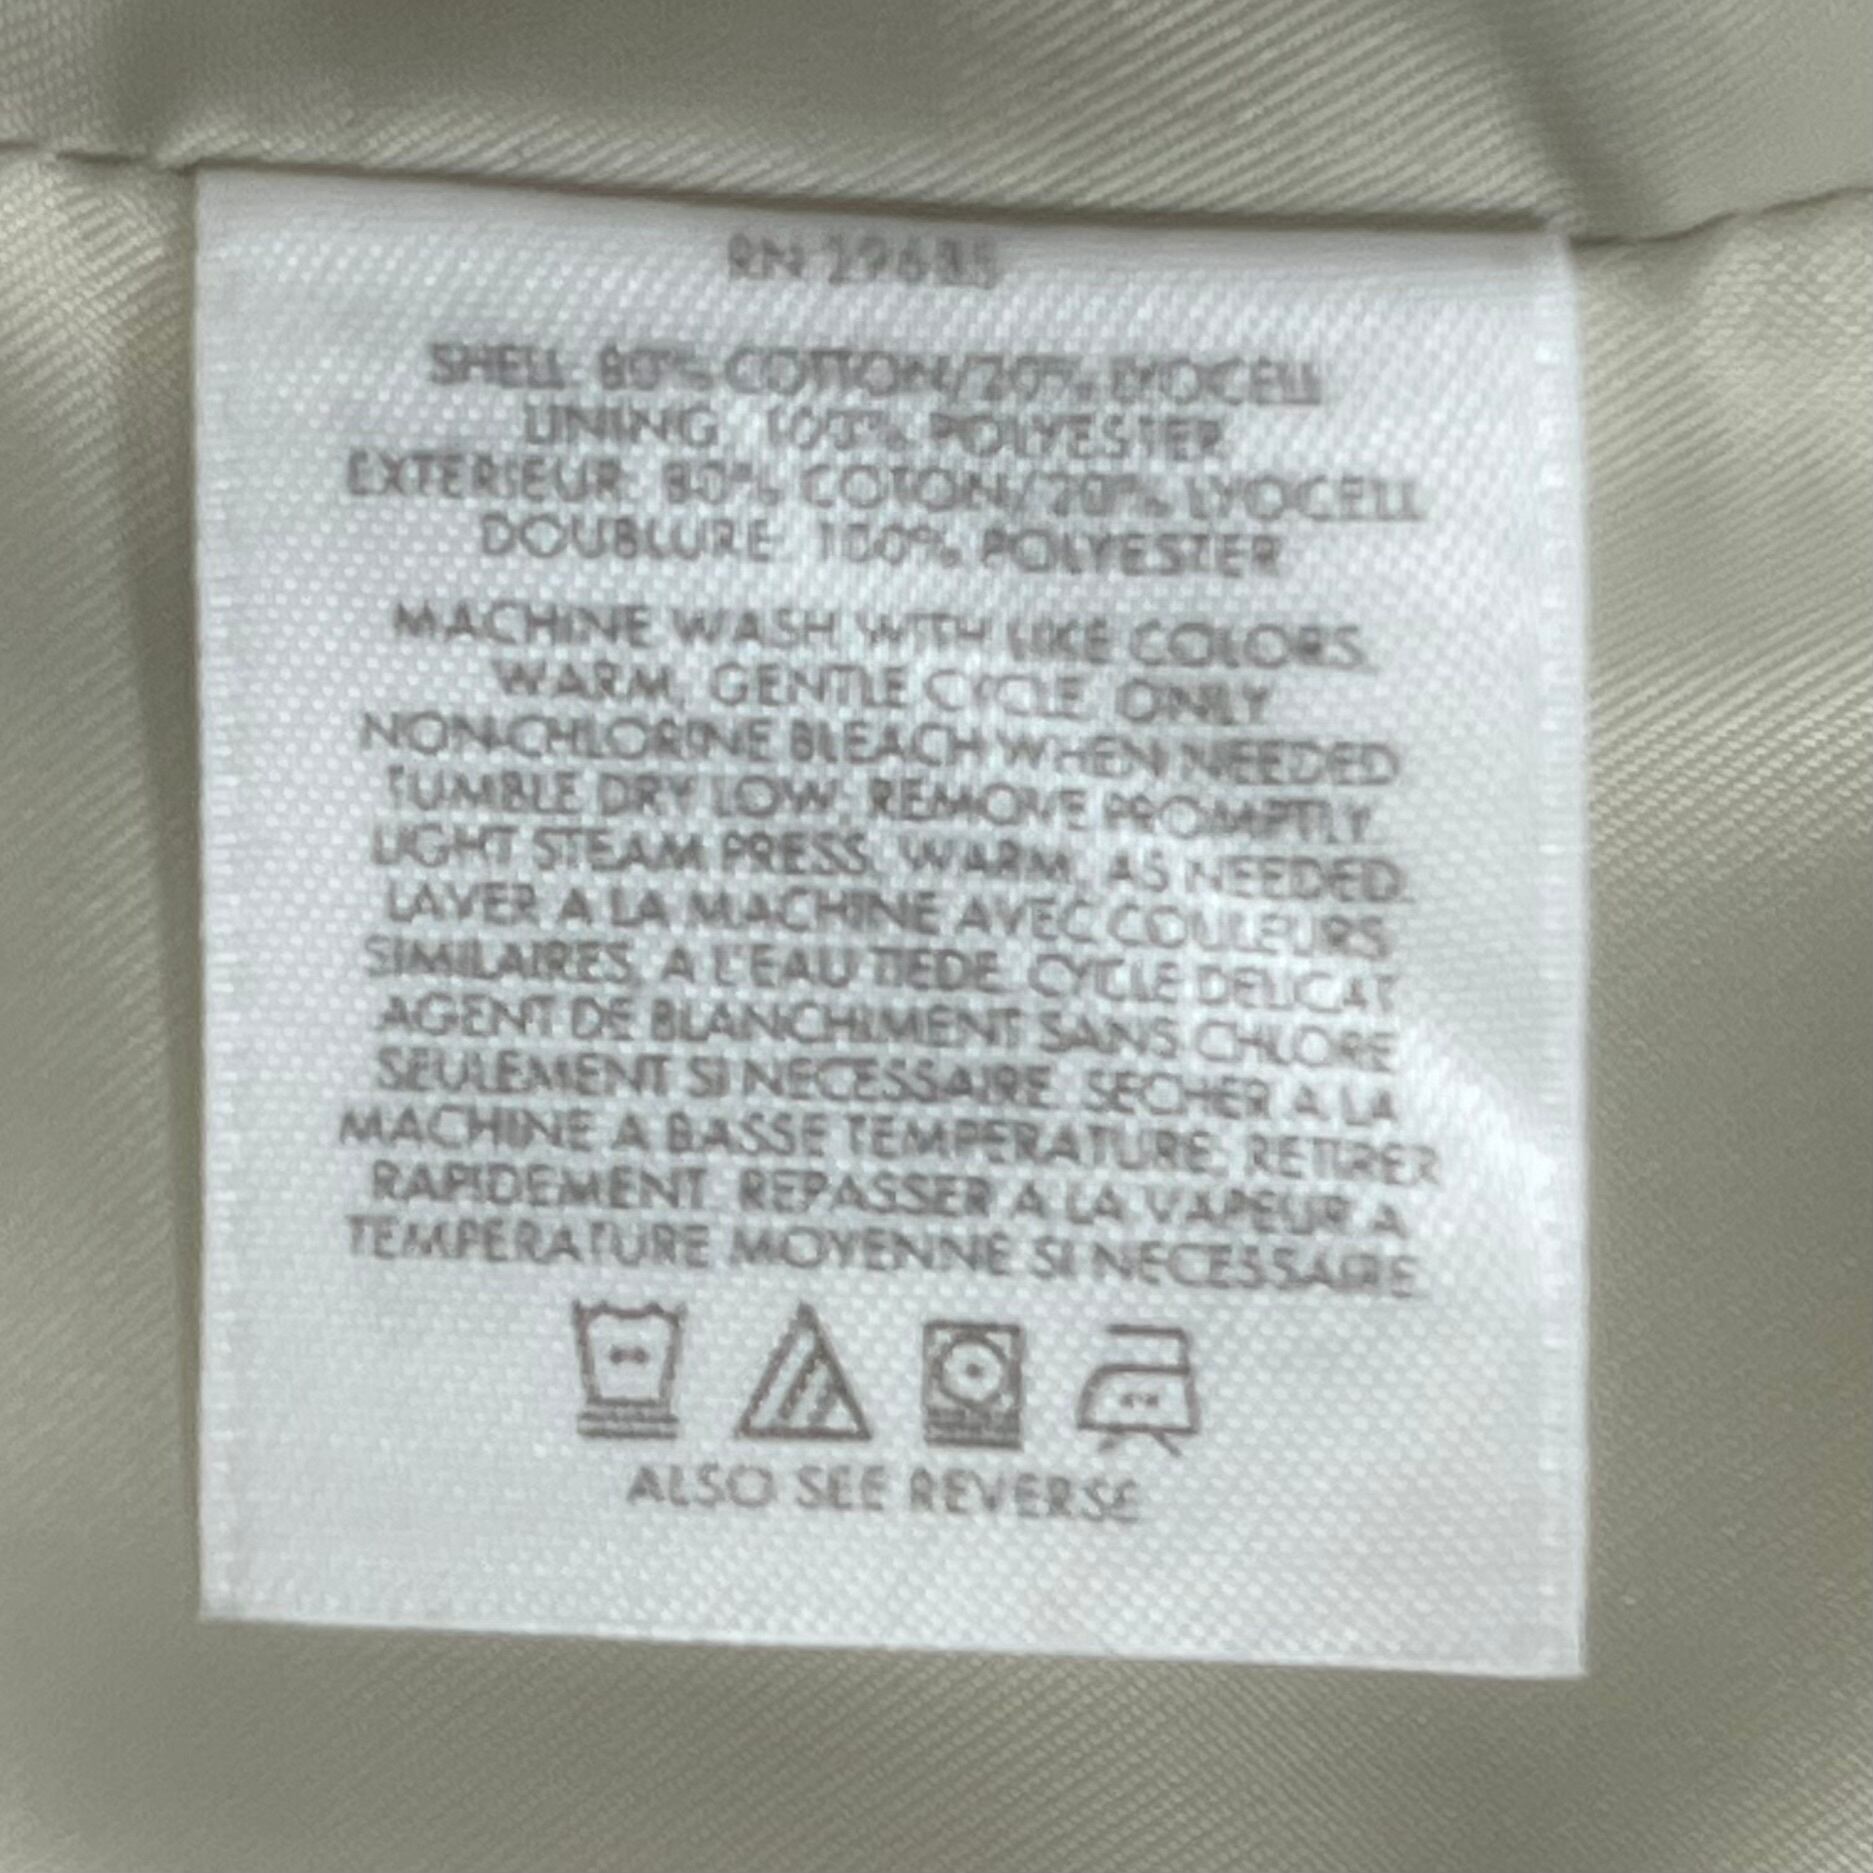 RN
SHELL: 80% COTTON/20% LYOCELL
LINING: 100% POLYESTER
EXTERIEUR: 80% COTON/20% LYOCELL
DOUBLURE: 100% POLYESTER
MACHINE WASH WITH LIKE COLORS,
WARM, GENTLE CYCLE. ONLY
NON-CHLORINE BLEACH WHEN NEEDED
TUMBLE DRY LOW; REMOVE PROMPTLY.
LIGHT STEAM PRESS, WARM, AS NEEDED.
LAVER A LA MACHINE AVEC COULEURS
SIMILAIRES, A L'EAU TIEDE. CYCLE DELICAT
AGENT DE BLANCHIMENT SANS CHLORE
SEULEMENT SI NECESSAIRE. SECHER A LA
MACHINE A BASSE TEMPERATURE; RETIRER
RAPIDEMENT. REPASSER A LA VAPEUR A
TEMPERATURE MOYENNE SI NECESSAIRE.
ALSO SEE REVERSE